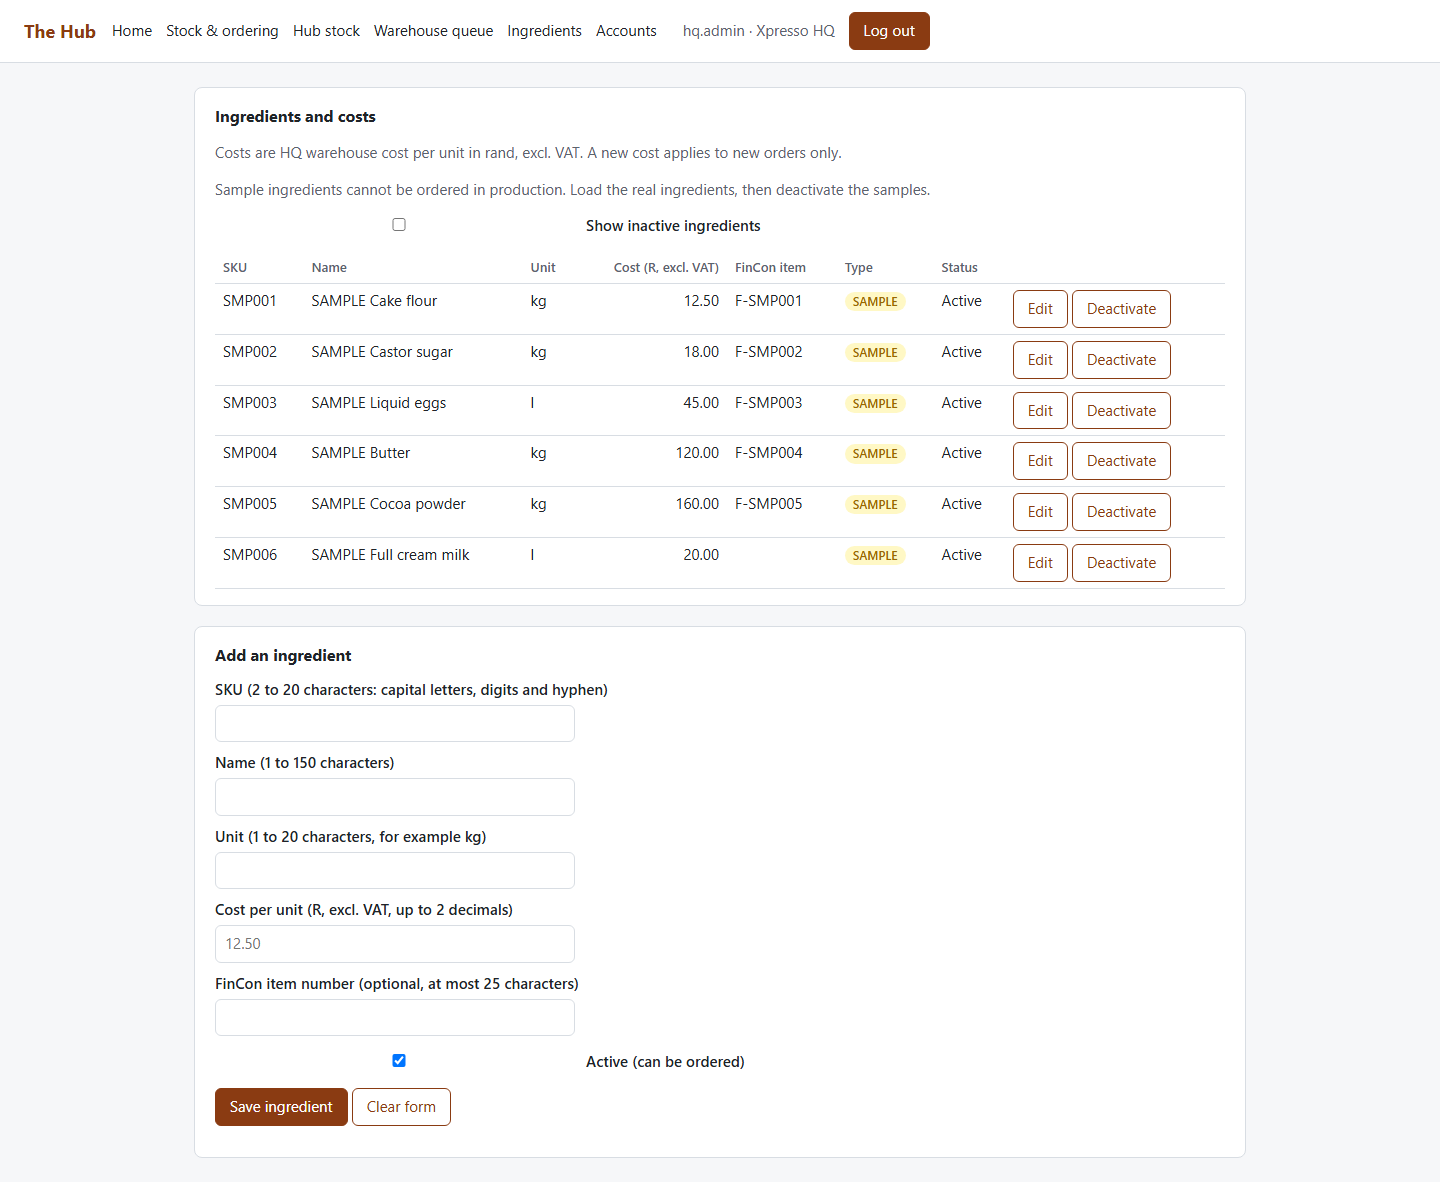 The Hub Home Stock & ordering Hub stock Warehouse queue Ingredients Accounts hq.admin · Xpresso HQ Log out
Ingredients and costs
Costs are HQ warehouse cost per unit in rand, excl. VAT. A new cost applies to new orders only.
Sample ingredients cannot be ordered in production. Load the real ingredients, then deactivate the samples.
Show inactive ingredients
SKU Name Unit Cost (R, excl. VAT) FinCon item Type Status
SMP001 SAMPLE Cake flour kg 12.50 F-SMP001 SAMPLE Active Edit Deactivate
SMP002 SAMPLE Castor sugar kg 18.00 F-SMP002 SAMPLE Active Edit Deactivate
SMP003 SAMPLE Liquid eggs l 45.00 F-SMP003 SAMPLE Active Edit Deactivate
SMP004 SAMPLE Butter kg 120.00 F-SMP004 SAMPLE Active Edit Deactivate
SMP005 SAMPLE Cocoa powder kg 160.00 F-SMP005 SAMPLE Active Edit Deactivate
SMP006 SAMPLE Full cream milk l 20.00 SAMPLE Active Edit Deactivate
Add an ingredient
SKU (2 to 20 characters: capital letters, digits and hyphen)
Name (1 to 150 characters)
Unit (1 to 20 characters, for example kg)
Cost per unit (R, excl. VAT, up to 2 decimals)
12.50
FinCon item number (optional, at most 25 characters)
Active (can be ordered)
Save ingredient Clear form